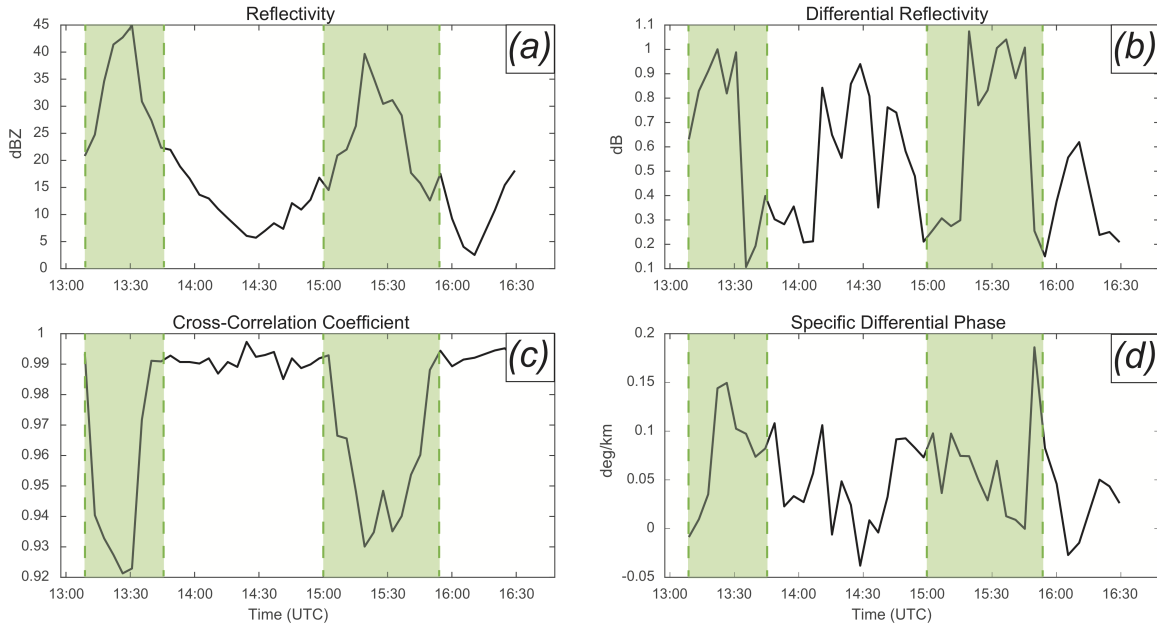 Reflectivity
(a)
dBZ
45
40
35
30
25
20
15
10
5
0
13:00 13:30 14:00 14:30 15:00 15:30 16:00 16:30
Differential Reflectivity
(b)
dB
1.1
1
0.9
0.8
0.7
0.6
0.5
0.4
0.3
0.2
0.1
13:00 13:30 14:00 14:30 15:00 15:30 16:00 16:30
Cross-Correlation Coefficient
(c)
1
0.99
0.98
0.97
0.96
0.95
0.94
0.93
0.92
13:00 13:30 14:00 14:30 15:00 15:30 16:00 16:30
Time (UTC)
Specific Differential Phase
(d)
deg/km
0.2
0.15
0.1
0.05
0
-0.05
13:00 13:30 14:00 14:30 15:00 15:30 16:00 16:30
Time (UTC)